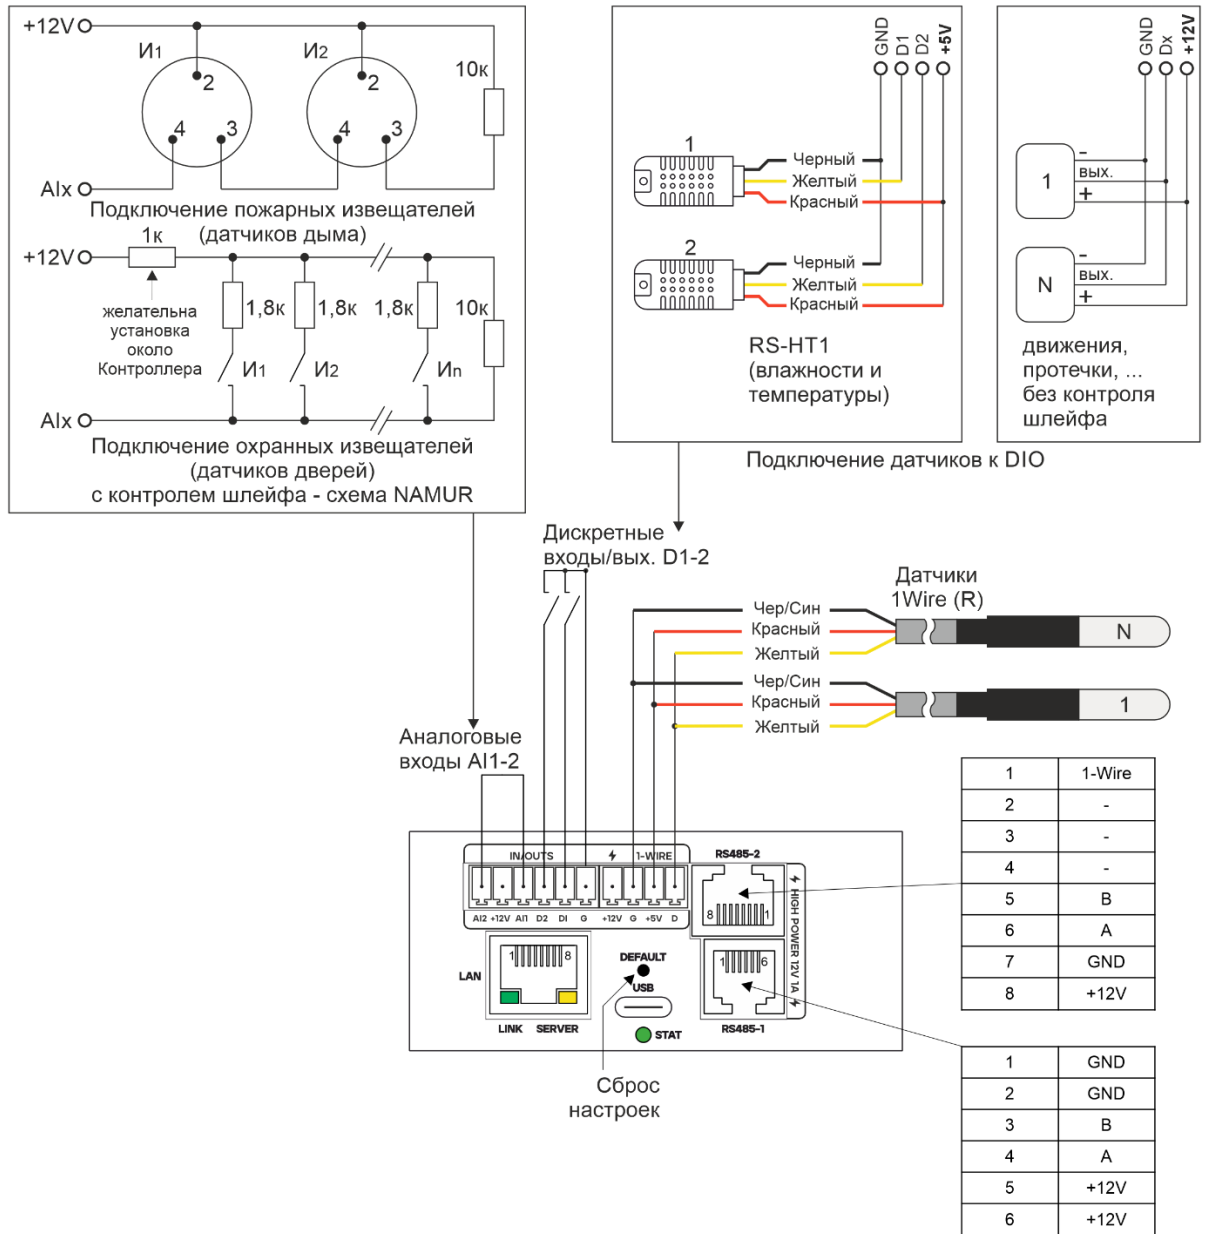 +12V
И1
И2
2
2
10к
4
3
4
3
AIx
Подключение пожарных извещателей
(датчиков дыма)
1к
+12V
желательна
установка
около
Контроллера
1,8к
1,8к
1,8к
10к
И1
И2
Иn
AIx
Подключение охранных извещателей
(датчиков дверей)
с контролем шлейфа - схема NAMUR
GND
D1
D2
+5V
1
Черный
Желтый
Красный
2
Черный
Желтый
Красный
RS-HT1
(влажности и
температуры)
GND
Dx
+12V
1
-
вых.
+
N
-
вых.
+
движения,
протечки, ...
без контроля
шлейфа
Подключение датчиков к DIO
Дискретные
входы/вых. D1-2
Датчики
1Wire (R)
Чер/Син
Красный
Желтый
N
Чер/Син
Красный
Желтый
1
Аналоговые
входы AI1-2
IN/OUTS
1-WIRE
AI2 +12V AI1 D2 D1 G
+12V G +5V D
RS485-2
8 1
HIGH POWER 12V 1A
LAN
1 8
LINK SERVER
DEFAULT
USB
STAT
1 6
RS485-1
Сброс
настроек
1 1-Wire
2 -
3 -
4 -
5 B
6 A
7 GND
8 +12V
1 GND
2 GND
3 B
4 A
5 +12V
6 +12V